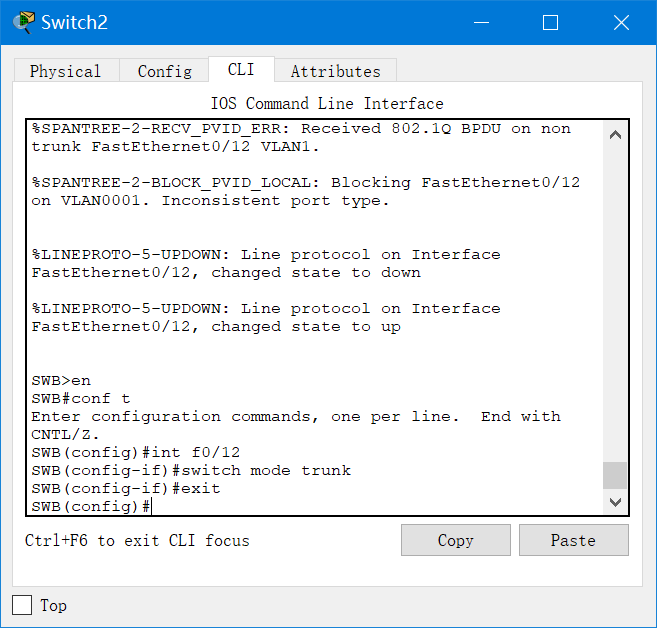 Switch2
Physical Config CLI Attributes
IOS Command Line Interface
%SPANTREE-2-RECV_PVID_ERR: Received 802.1Q BPDU on non
trunk FastEthernet0/12 VLAN1.
%SPANTREE-2-BLOCK_PVID_LOCAL: Blocking FastEthernet0/12
on VLAN0001. Inconsistent port type.
%LINEPROTO-5-UPDOWN: Line protocol on Interface
FastEthernet0/12, changed state to down
%LINEPROTO-5-UPDOWN: Line protocol on Interface
FastEthernet0/12, changed state to up
SWB>en
SWB#conf t
Enter configuration commands, one per line.  End with
CNTL/Z.
SWB(config)#int f0/12
SWB(config-if)#switch mode trunk
SWB(config-if)#exit
SWB(config)#
Ctrl+F6 to exit CLI focus Copy Paste
Top